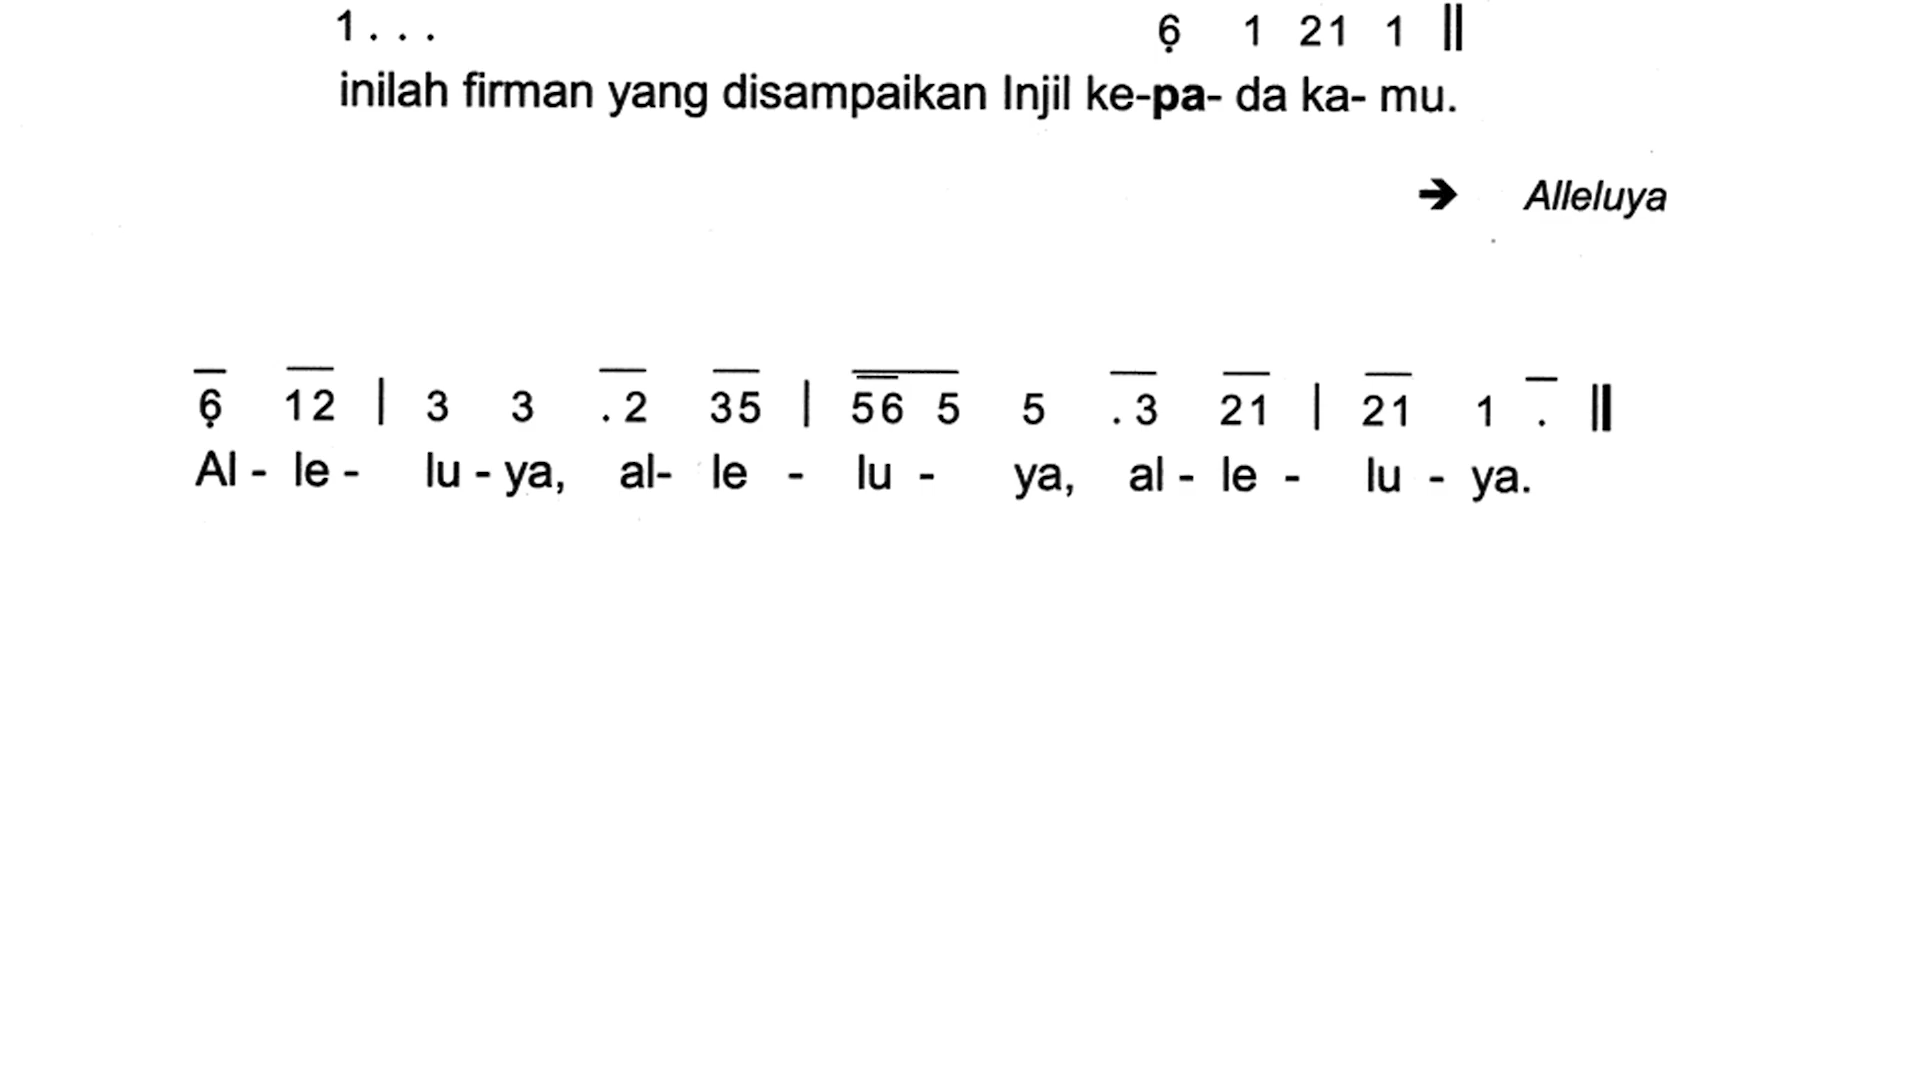 1 . . . 6̣ 1 21 1 ‖
inilah firman yang disampaikan Injil ke-pa- da ka- mu.
➔ Alleluya
6̣ 12 | 3 3 . 2 35 | 56 5 5 . 3 21 | 21 1 . ‖
Al - le - lu - ya, al- le - lu - ya, al - le - lu - ya.